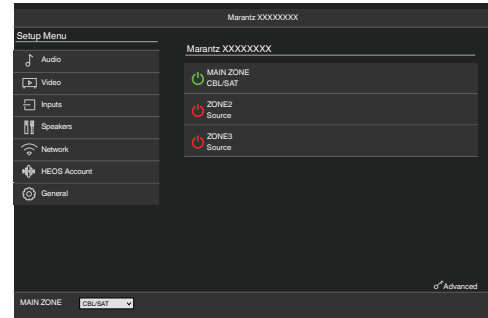 Marantz XXXXXXXX
Setup Menu
Audio
Video
Inputs
Speakers
Network
HEOS Account
General
Marantz XXXXXXXX
MAIN ZONE
CBL/SAT
ZONE2
Source
ZONE3
Source
Advanced
MAIN ZONE CBL/SAT